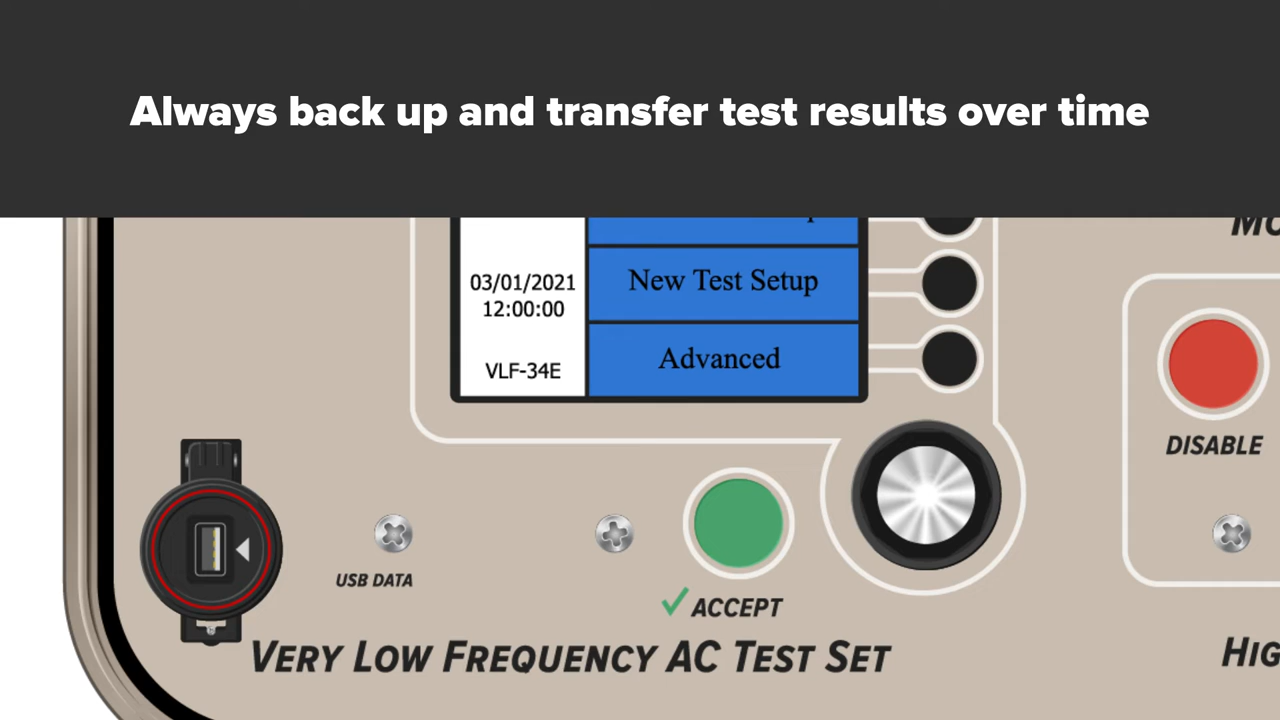 Always back up and transfer test results over time
03/01/2021
12:00:00
VLF-34E
New Test Setup
Advanced
DISABLE
USB DATA
ACCEPT
VERY LOW FREQUENCY AC TEST SET